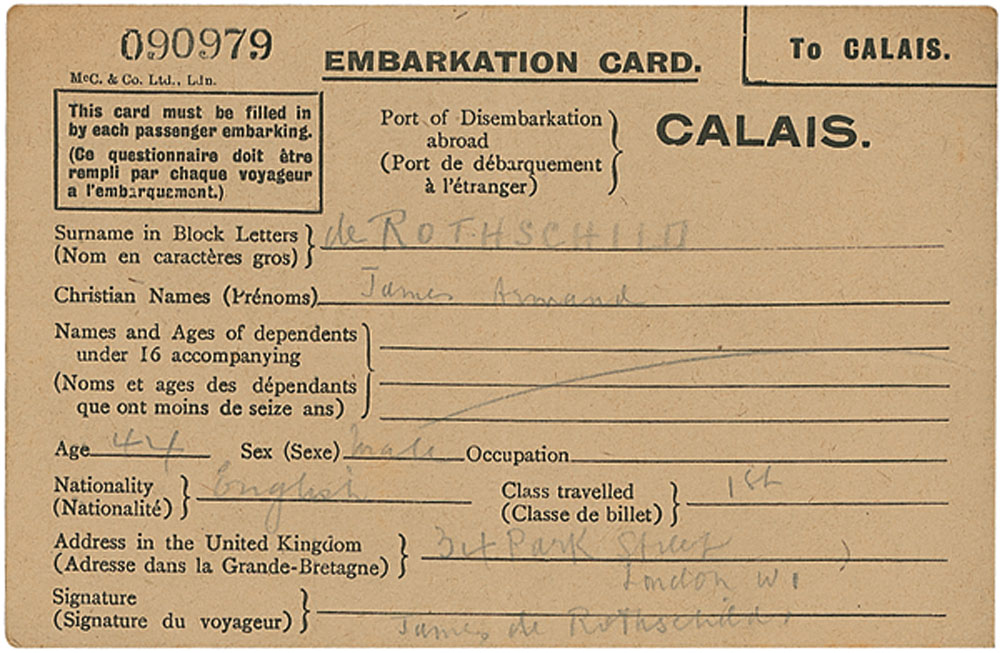 090979
McC. & Co. Ltd., Ldn.
EMBARKATION CARD.
To CALAIS.
This card must be filled in
by each passenger embarking.
(Ce questionnaire doit être
rempli par chaque voyageur
a l'embarquement.)
Port of Disembarkation
abroad
(Port de débarquement
à l'étranger)
CALAIS.
Surname in Block Letters
(Nom en caractères gros)
de ROTHSCHILD
Christian Names (Prénoms) James Armand
Names and Ages of dependents
under 16 accompanying
(Noms et ages des dépendants
que ont moins de seize ans)
Age 44 Sex (Sexe) male Occupation
Nationality
(Nationalité)
English
Class travelled
(Classe de billet)
1st
Address in the United Kingdom
(Adresse dans la Grande-Bretagne)
34 Park Street
London W1
Signature
(Signature du voyageur)
James de Rothschild